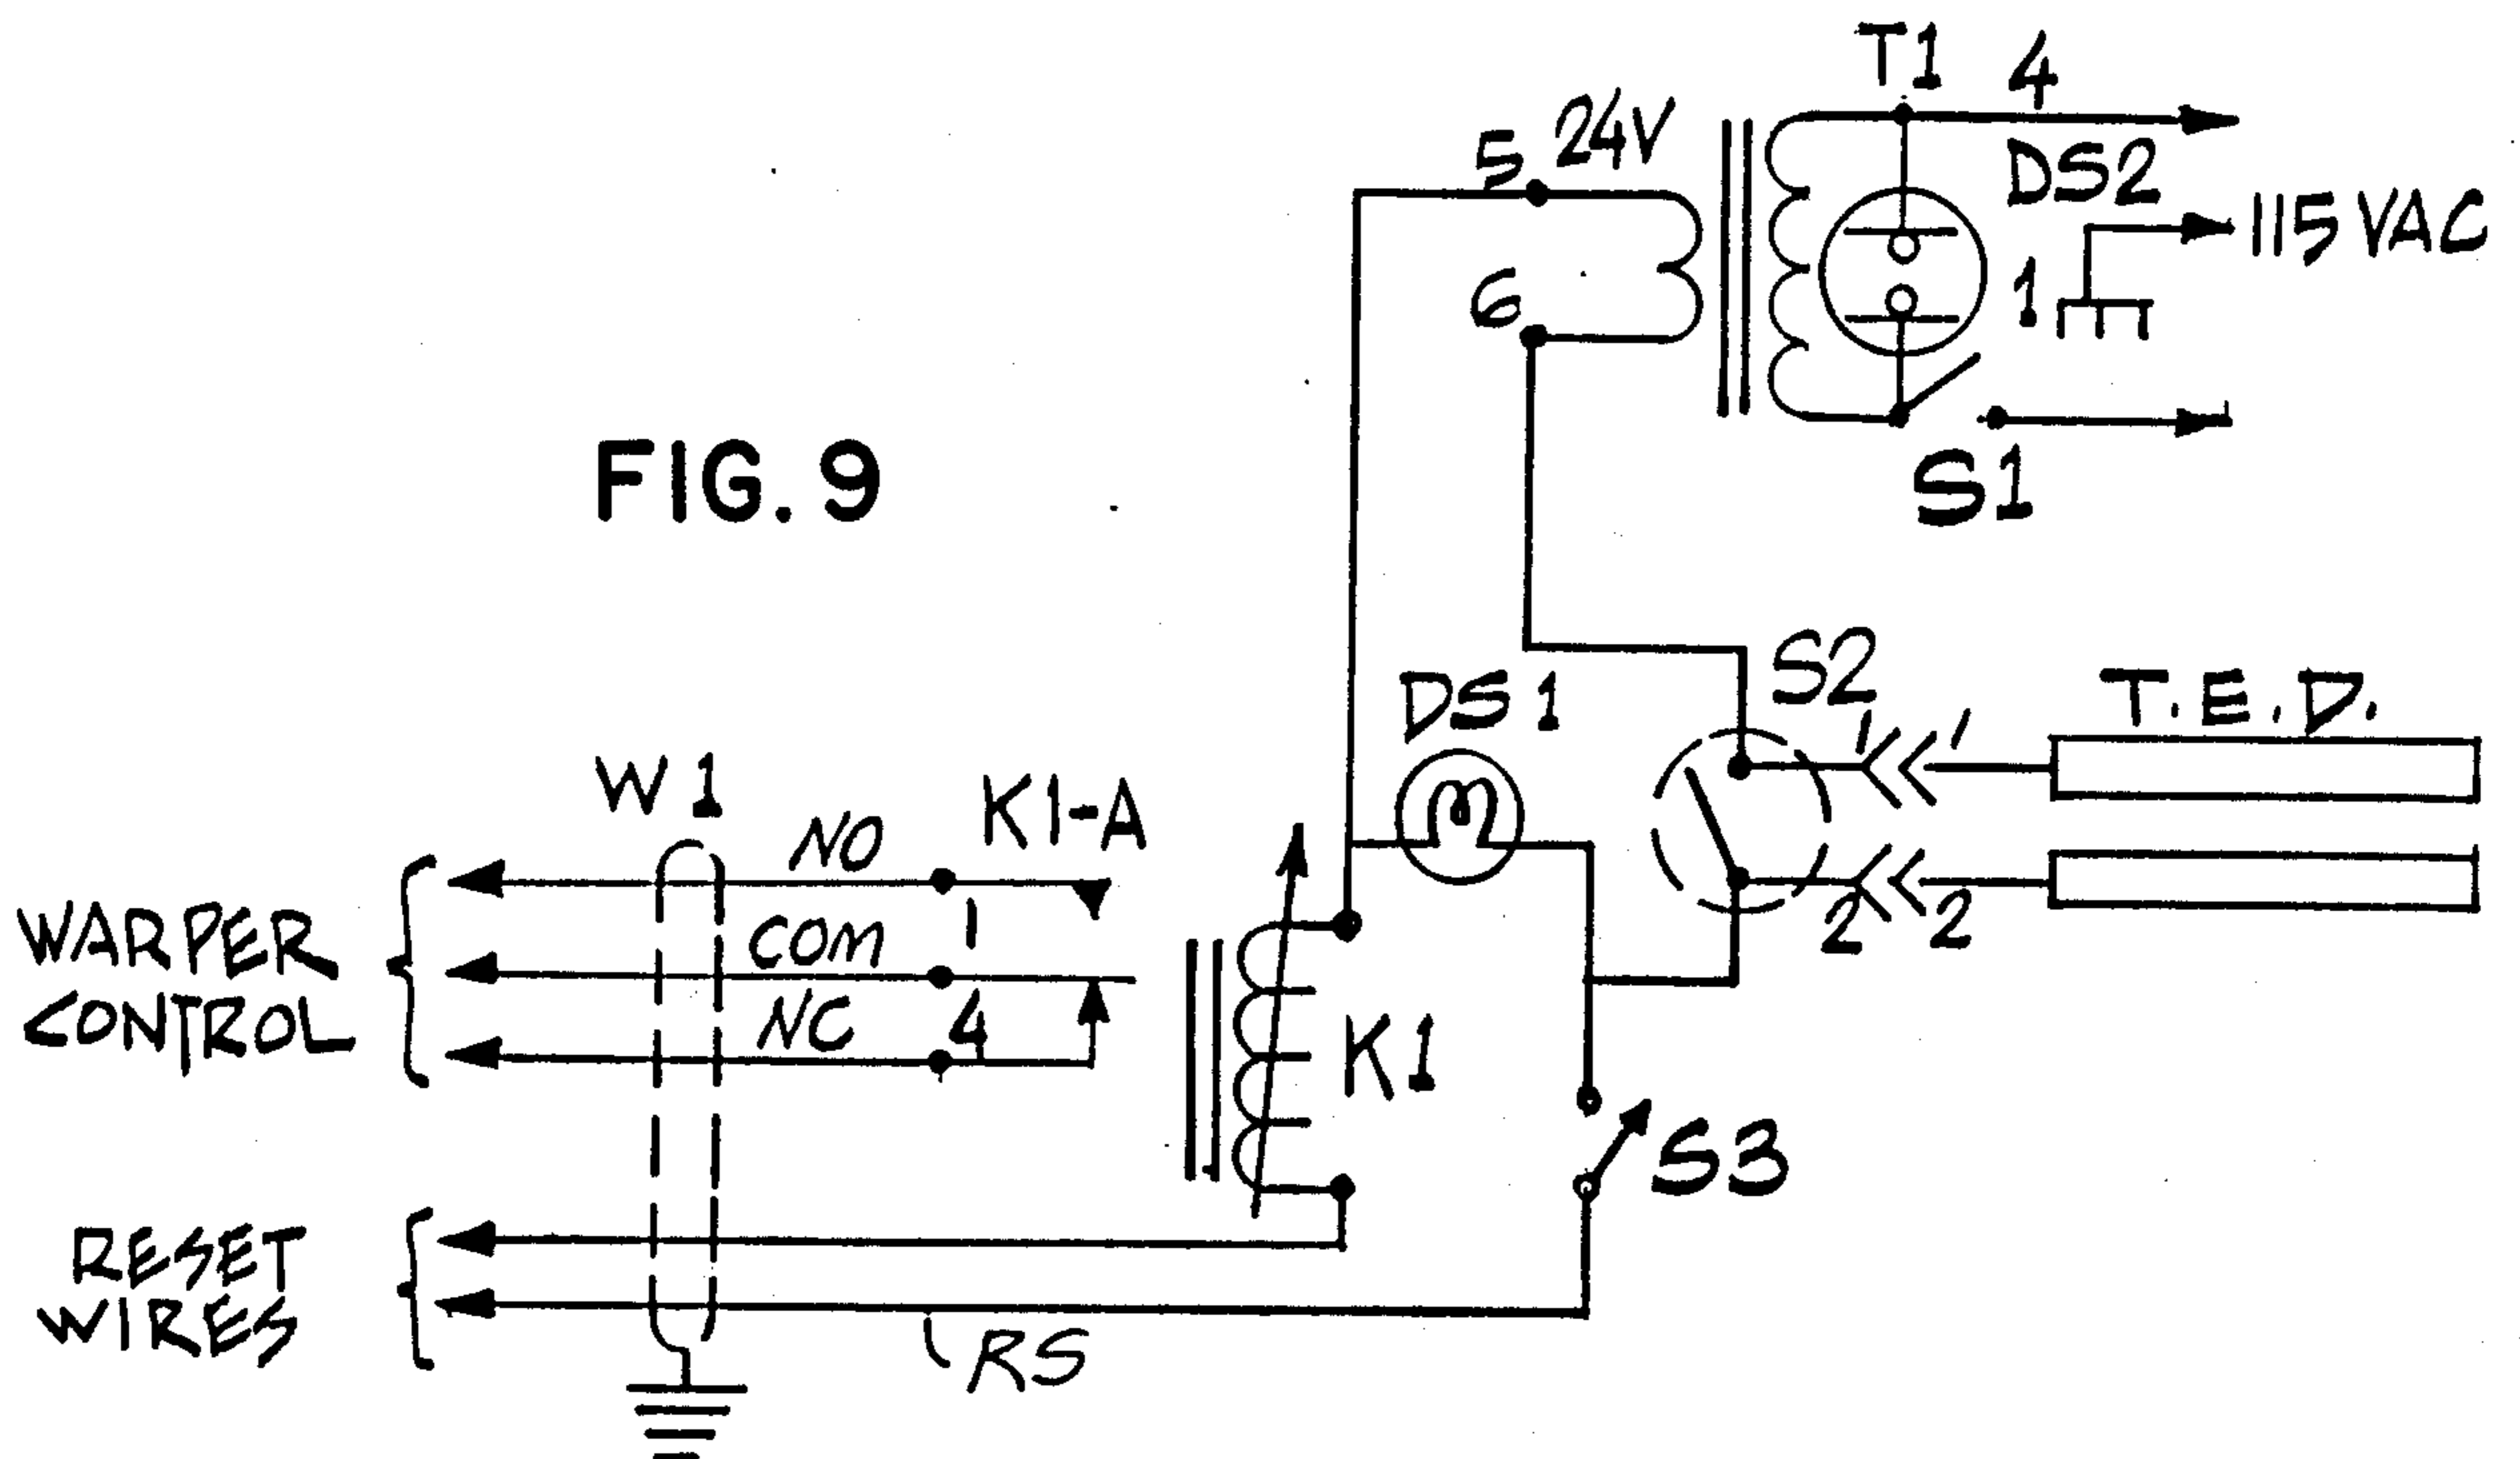 T1 4
5 24V
DS2
115 VAC
6
1
FIG. 9
S1
S2
DS 1
T.E.D.
1 1
W1
K1-A
NO
1
COM
2 2
WARPER
CONTROL
NC 4
K1
S3
RESET
WIRES
RS